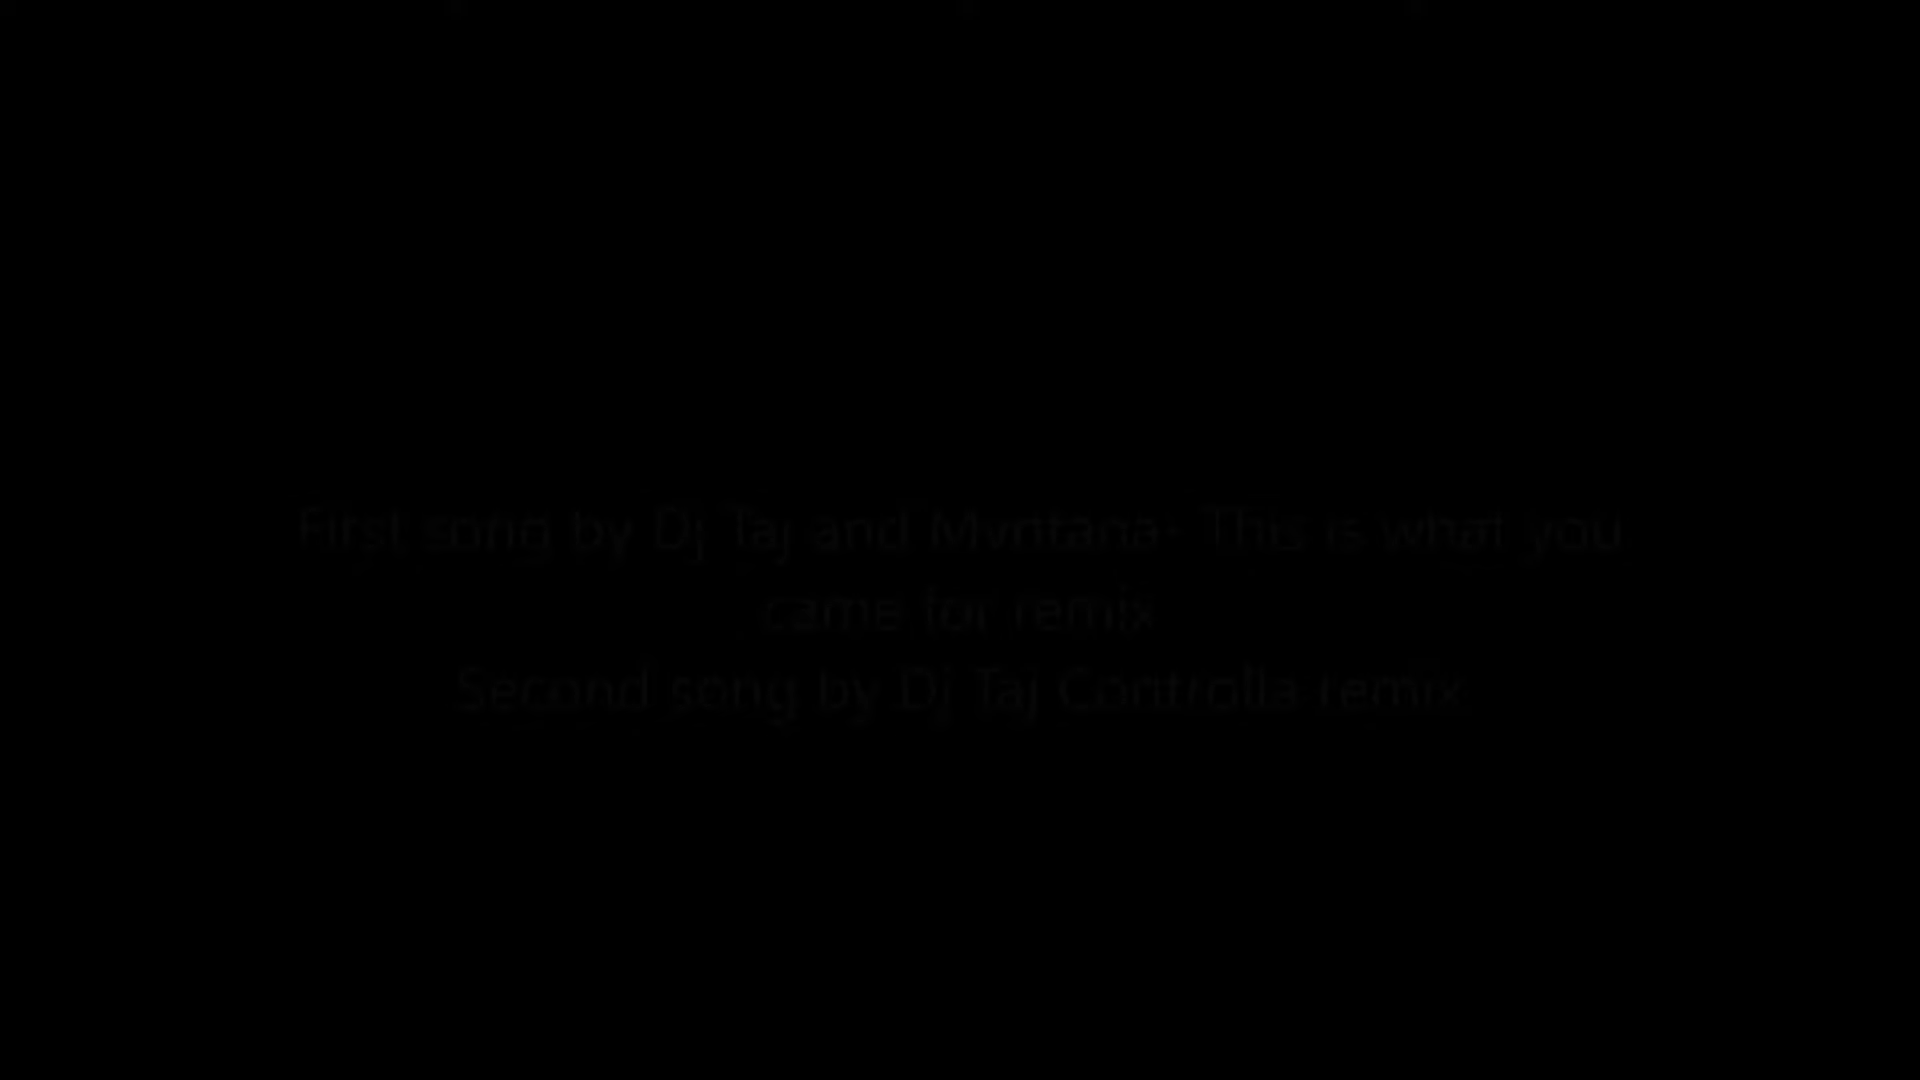 First song by Dj Taj and Mvntana- This is what you
came for remix
Second song by Dj Taj Controlla remix